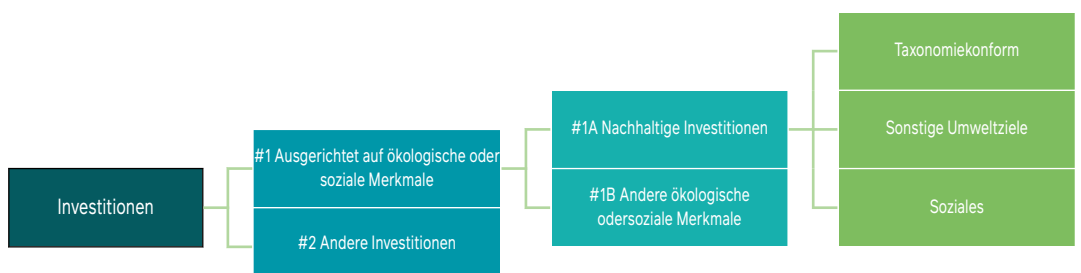 Investitionen
#1 Ausgerichtet auf ökologische oder
soziale Merkmale
#2 Andere Investitionen
#1A Nachhaltige Investitionen
#1B Andere ökologische
odersoziale Merkmale
Taxonomiekonform
Sonstige Umweltziele
Soziales